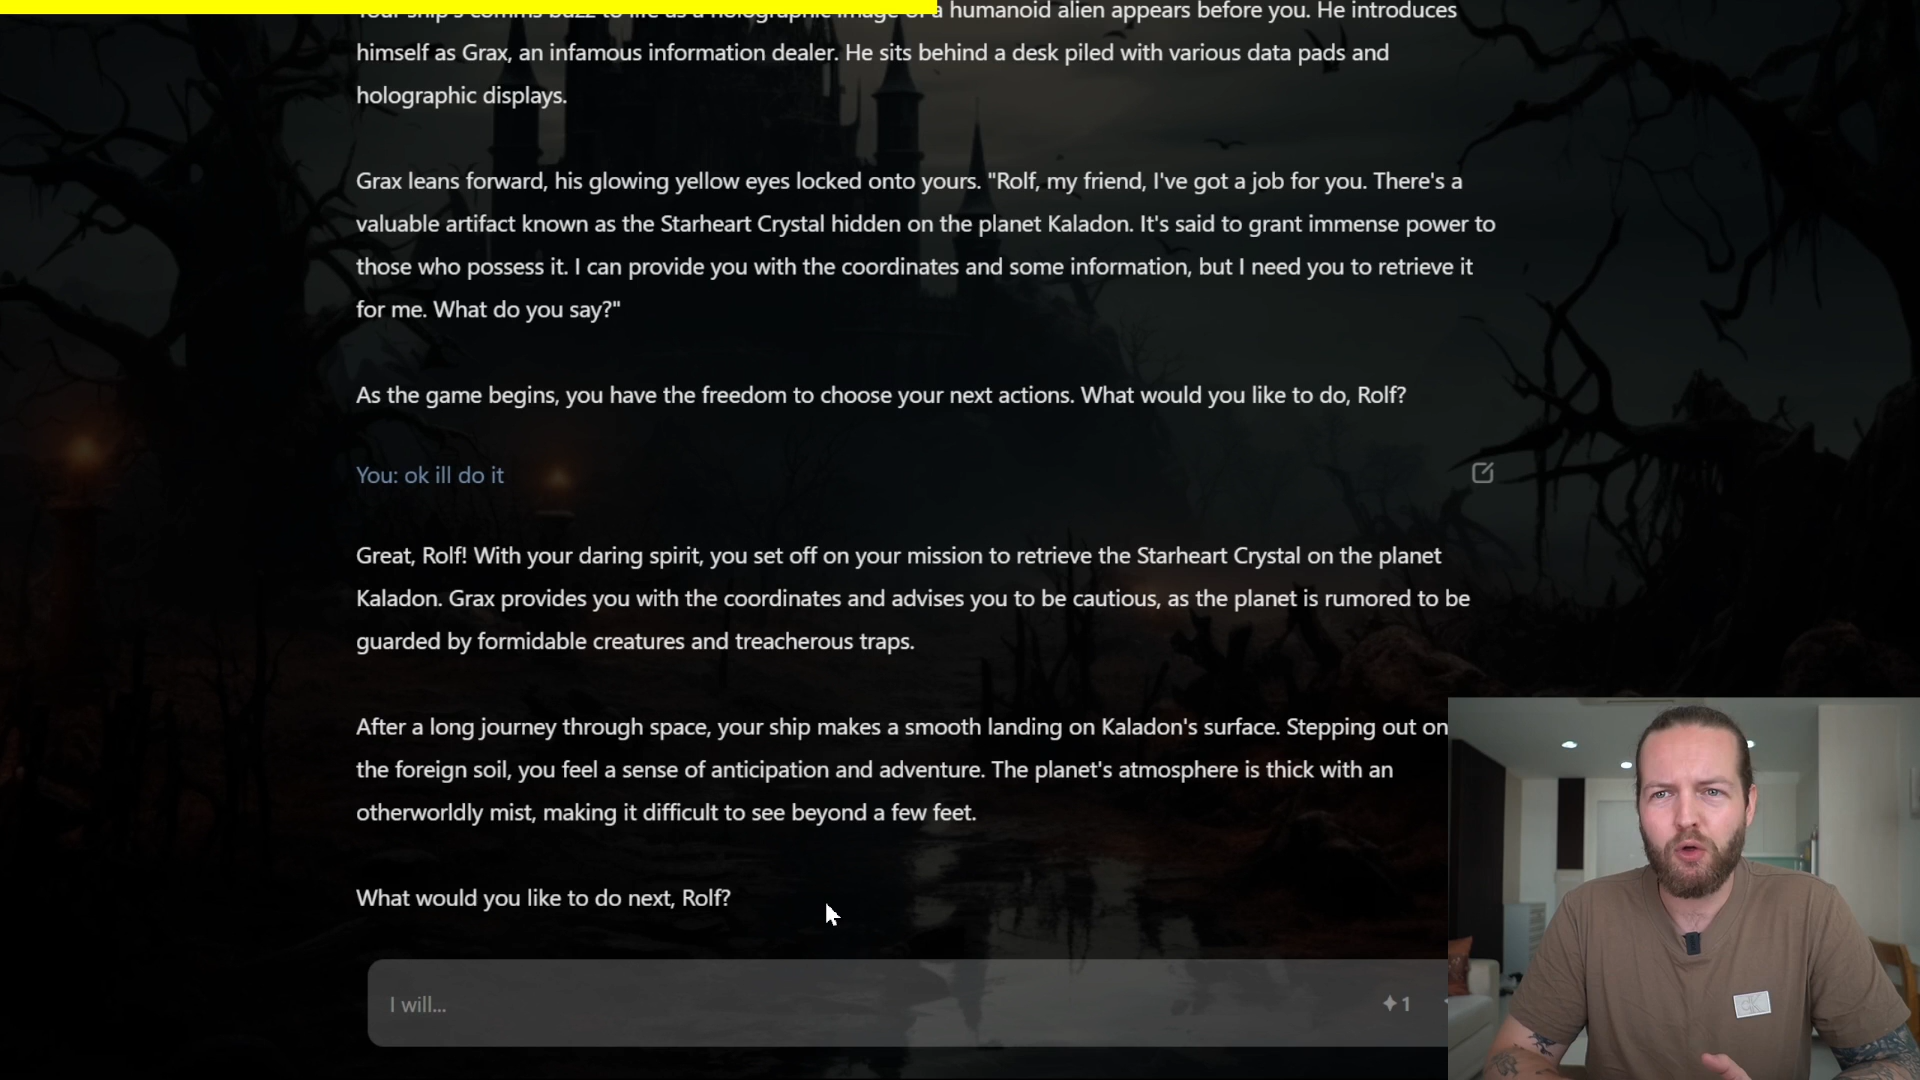 Your ship's comms buzz to life as a holographic image of a humanoid alien appears before you. He introduces
himself as Grax, an infamous information dealer. He sits behind a desk piled with various data pads and
holographic displays.
Grax leans forward, his glowing yellow eyes locked onto yours. "Rolf, my friend, I've got a job for you. There's a
valuable artifact known as the Starheart Crystal hidden on the planet Kaladon. It's said to grant immense power to
those who possess it. I can provide you with the coordinates and some information, but I need you to retrieve it
for me. What do you say?"
As the game begins, you have the freedom to choose your next actions. What would you like to do, Rolf?
You: ok ill do it
Great, Rolf! With your daring spirit, you set off on your mission to retrieve the Starheart Crystal on the planet
Kaladon. Grax provides you with the coordinates and advises you to be cautious, as the planet is rumored to be
guarded by formidable creatures and treacherous traps.
After a long journey through space, your ship makes a smooth landing on Kaladon's surface. Stepping out on
the foreign soil, you feel a sense of anticipation and adventure. The planet's atmosphere is thick with an
otherworldly mist, making it difficult to see beyond a few feet.
What would you like to do next, Rolf?
I will... 1